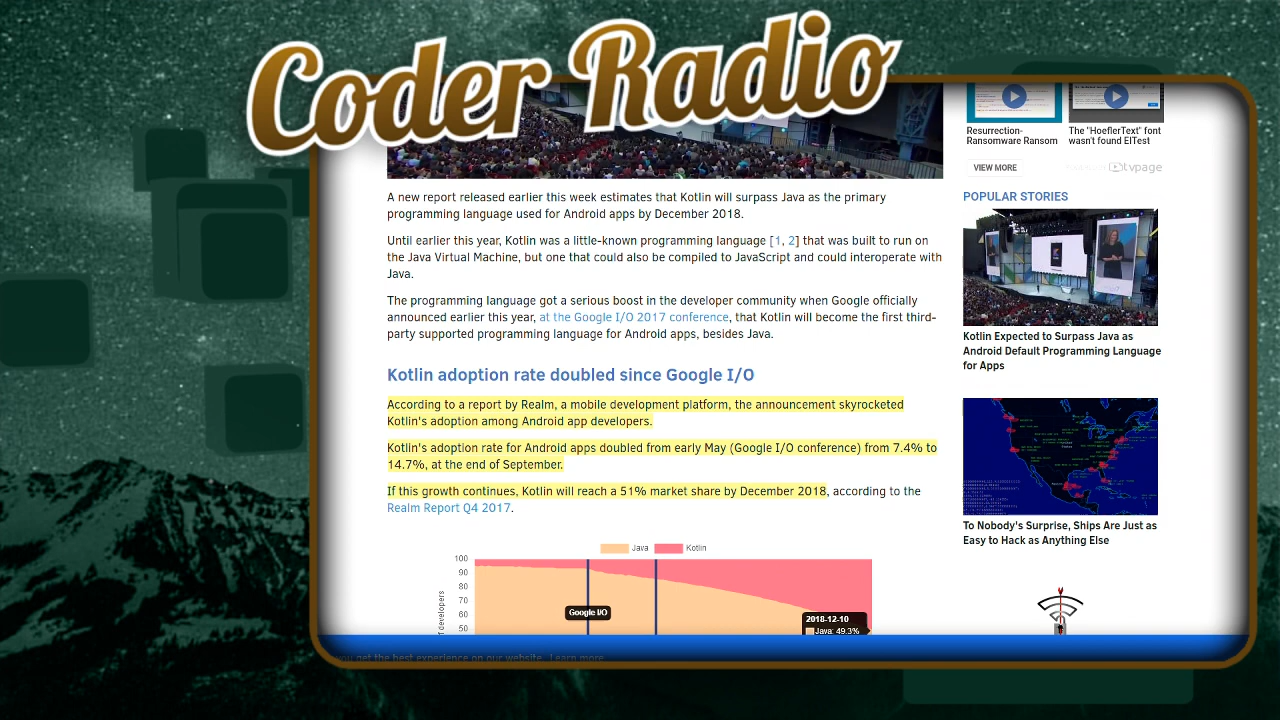 Coder Radio
A new report released earlier this week estimates that Kotlin will surpass Java as the primary
programming language used for Android apps by December 2018.
Until earlier this year, Kotlin was a little-known programming language [1, 2] that was built to run on
the Java Virtual Machine, but one that could also be compiled to JavaScript and could interoperate with
Java.
The programming language got a serious boost in the developer community when Google officially
announced earlier this year, at the Google I/O 2017 conference, that Kotlin will become the first third-
party supported programming language for Android apps, besides Java.
Kotlin adoption rate doubled since Google I/O
According to a report by Realm, a mobile development platform, the announcement skyrocketed
Kotlin's adoption among Android app developers.
Kotlin's adoption rate for Android apps doubled from early May (Google I/O conference) from 7.4% to
14.7%, at the end of September.
If this growth continues, Kotlin will reach a 51% market share by December 2018, according to the
Realm Report Q4 2017.
Java Kotlin
100
90
80
70
60
50
developers
Google I/O
2018-12-10
Java: 49.3%
you get the best experience on our website. Learn more
Resurrection-
Ransomware Ransom
The "HoeflerText" font
wasn't found EITest
VIEW MORE
tvpage
POPULAR STORIES
Kotlin Expected to Surpass Java as
Android Default Programming Language
for Apps
To Nobody's Surprise, Ships Are Just as
Easy to Hack as Anything Else